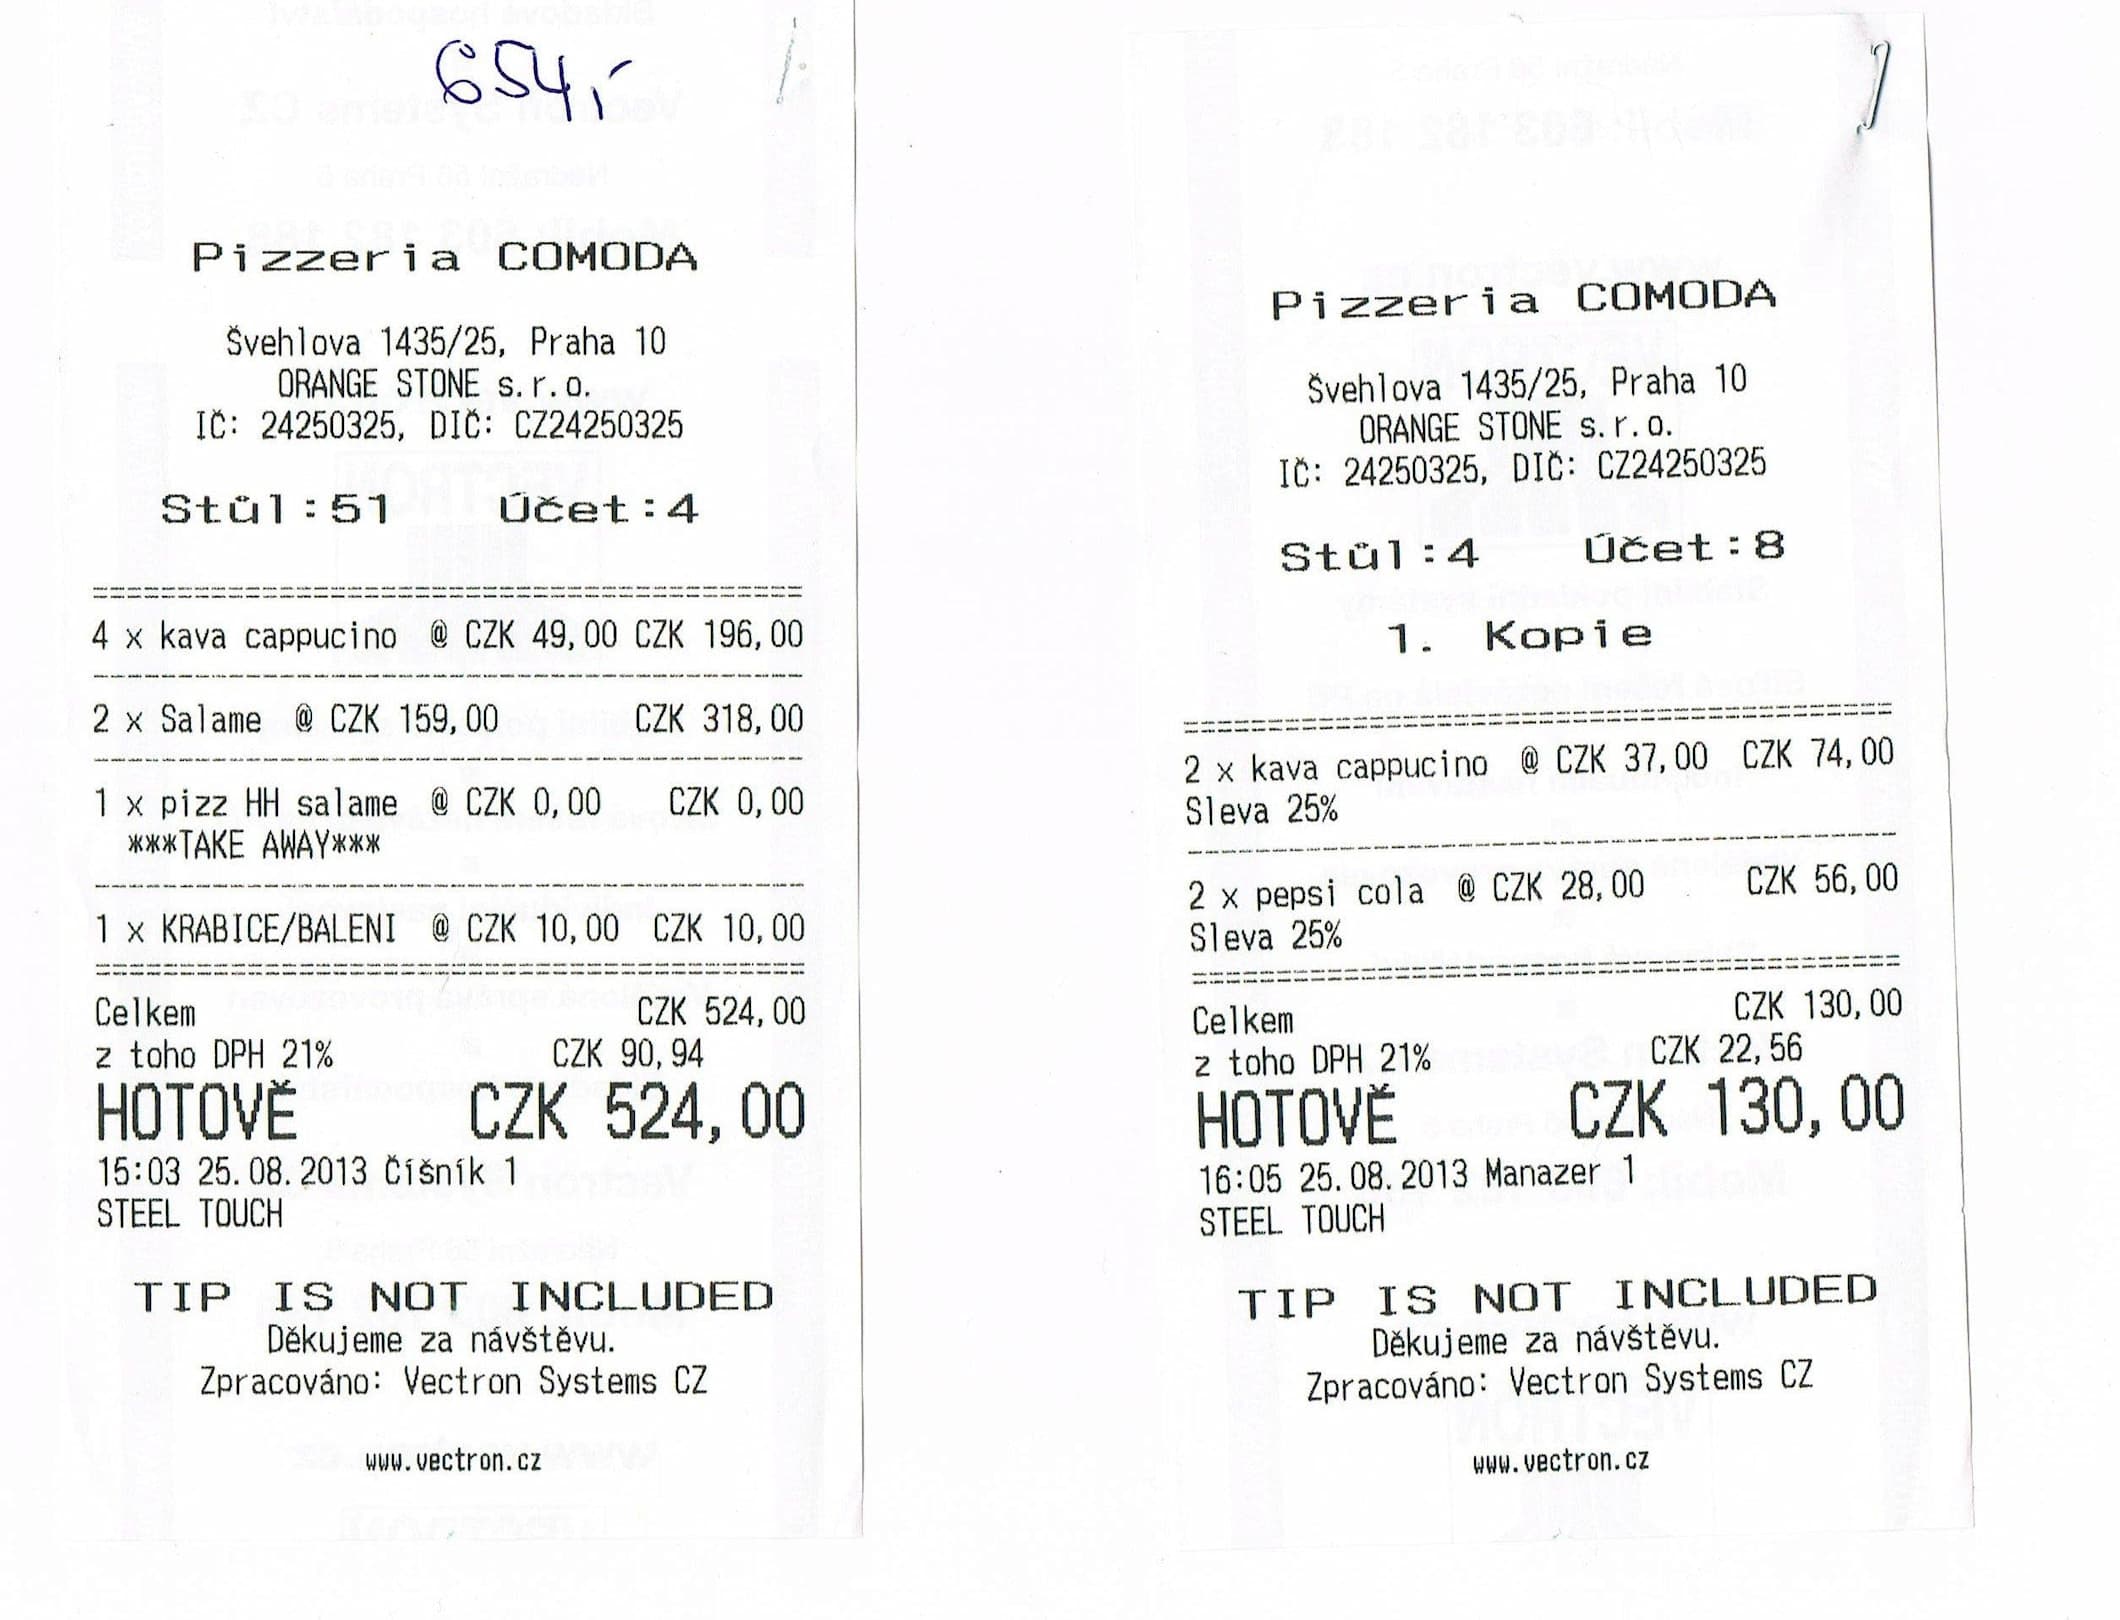 654,-
Pizzeria COMODA
Švehlova 1435/25, Praha 10
ORANGE STONE s.r.o.
IČ: 24250325, DIČ: CZ24250325
Stůl:51 Účet:4
4 x kava cappucino @ CZK 49,00 CZK 196,00
2 x Salame @ CZK 159,00 CZK 318,00
1 x pizz HH salame @ CZK 0,00 CZK 0,00
***TAKE AWAY***
1 x KRABICE/BALENI @ CZK 10,00 CZK 10,00
Celkem CZK 524,00
z toho DPH 21% CZK 90,94
HOTOVĚ CZK 524,00
15:03 25.08.2013 Číšník 1
STEEL TOUCH
TIP IS NOT INCLUDED
Děkujeme za návštěvu.
Zpracováno: Vectron Systems CZ
www.vectron.cz
Pizzeria COMODA
Švehlova 1435/25, Praha 10
ORANGE STONE s.r.o.
IČ: 24250325, DIČ: CZ24250325
Stůl:4 Účet:8
1. Kopie
2 x kava cappucino @ CZK 37,00 CZK 74,00
Sleva 25%
2 x pepsi cola @ CZK 28,00 CZK 56,00
Sleva 25%
Celkem CZK 130,00
z toho DPH 21% CZK 22,56
HOTOVĚ CZK 130,00
16:05 25.08.2013 Manazer 1
STEEL TOUCH
TIP IS NOT INCLUDED
Děkujeme za návštěvu.
Zpracováno: Vectron Systems CZ
www.vectron.cz